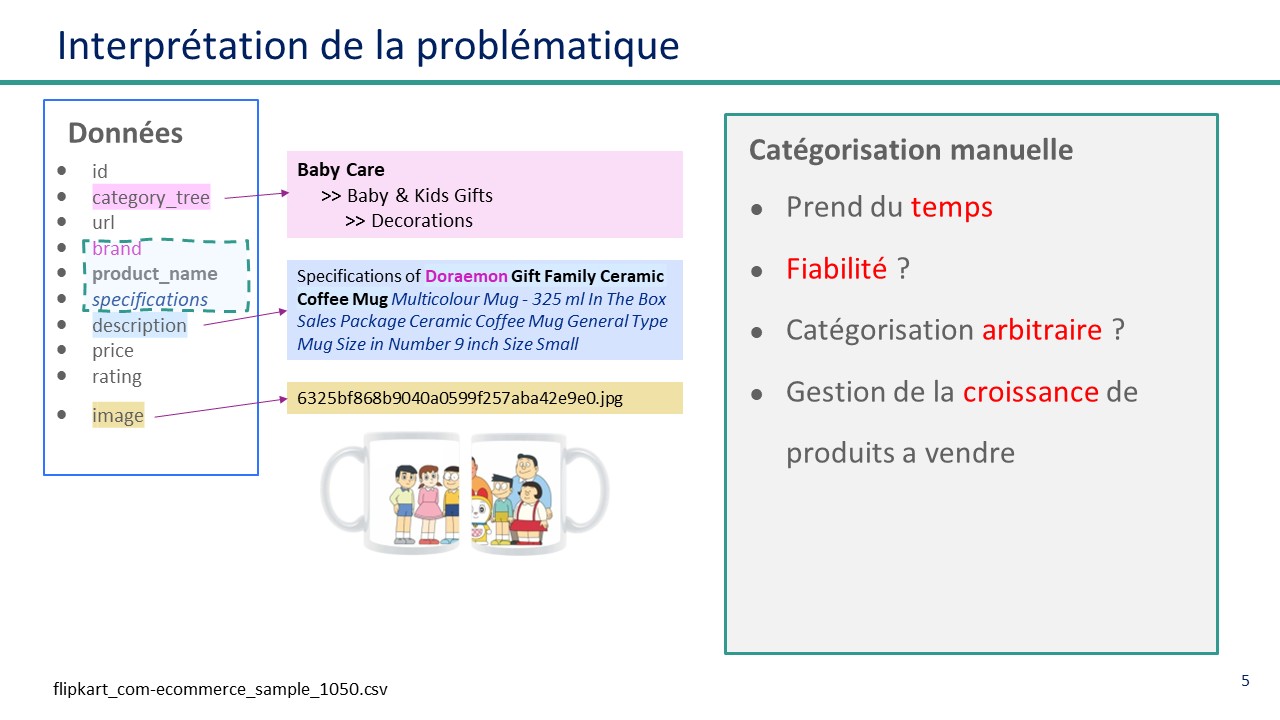 Interprétation de la problématique
Données
● id
● category_tree
● url
● brand
● product_name
● specifications
● description
● price
● rating
● image
Baby Care
>> Baby & Kids Gifts
>> Decorations
Specifications of Doraemon Gift Family Ceramic
Coffee Mug Multicolour Mug - 325 ml In The Box
Sales Package Ceramic Coffee Mug General Type
Mug Size in Number 9 inch Size Small
6325bf868b9040a0599f257aba42e9e0.jpg
Catégorisation manuelle
● Prend du temps
● Fiabilité ?
● Catégorisation arbitraire ?
● Gestion de la croissance de
produits a vendre
flipkart_com-ecommerce_sample_1050.csv
5